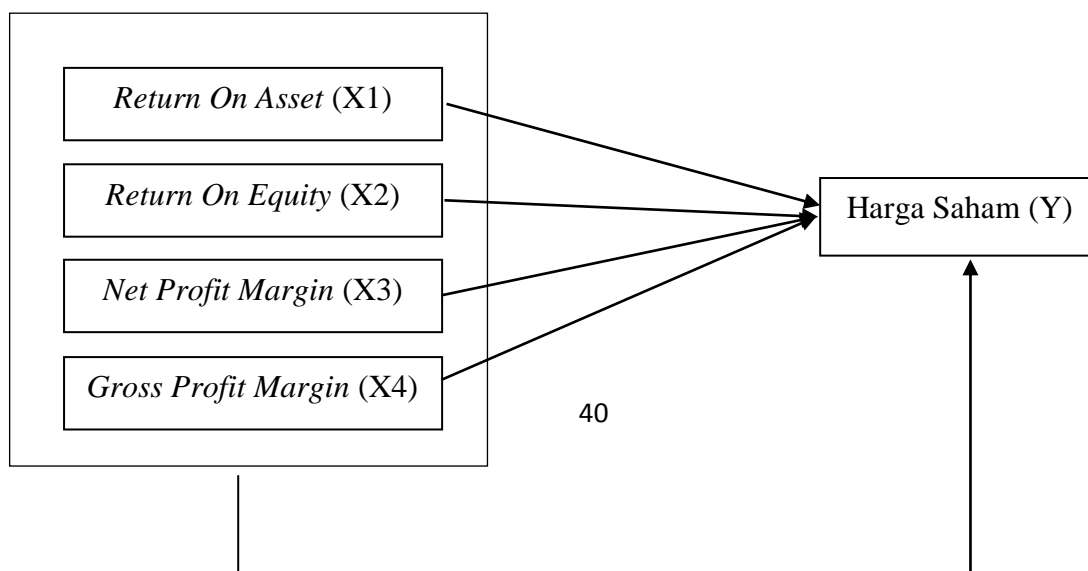 Return On Asset (X1)
Return On Equity (X2)
Harga Saham (Y)
Net Profit Margin (X3)
Gross Profit Margin (X4)
40